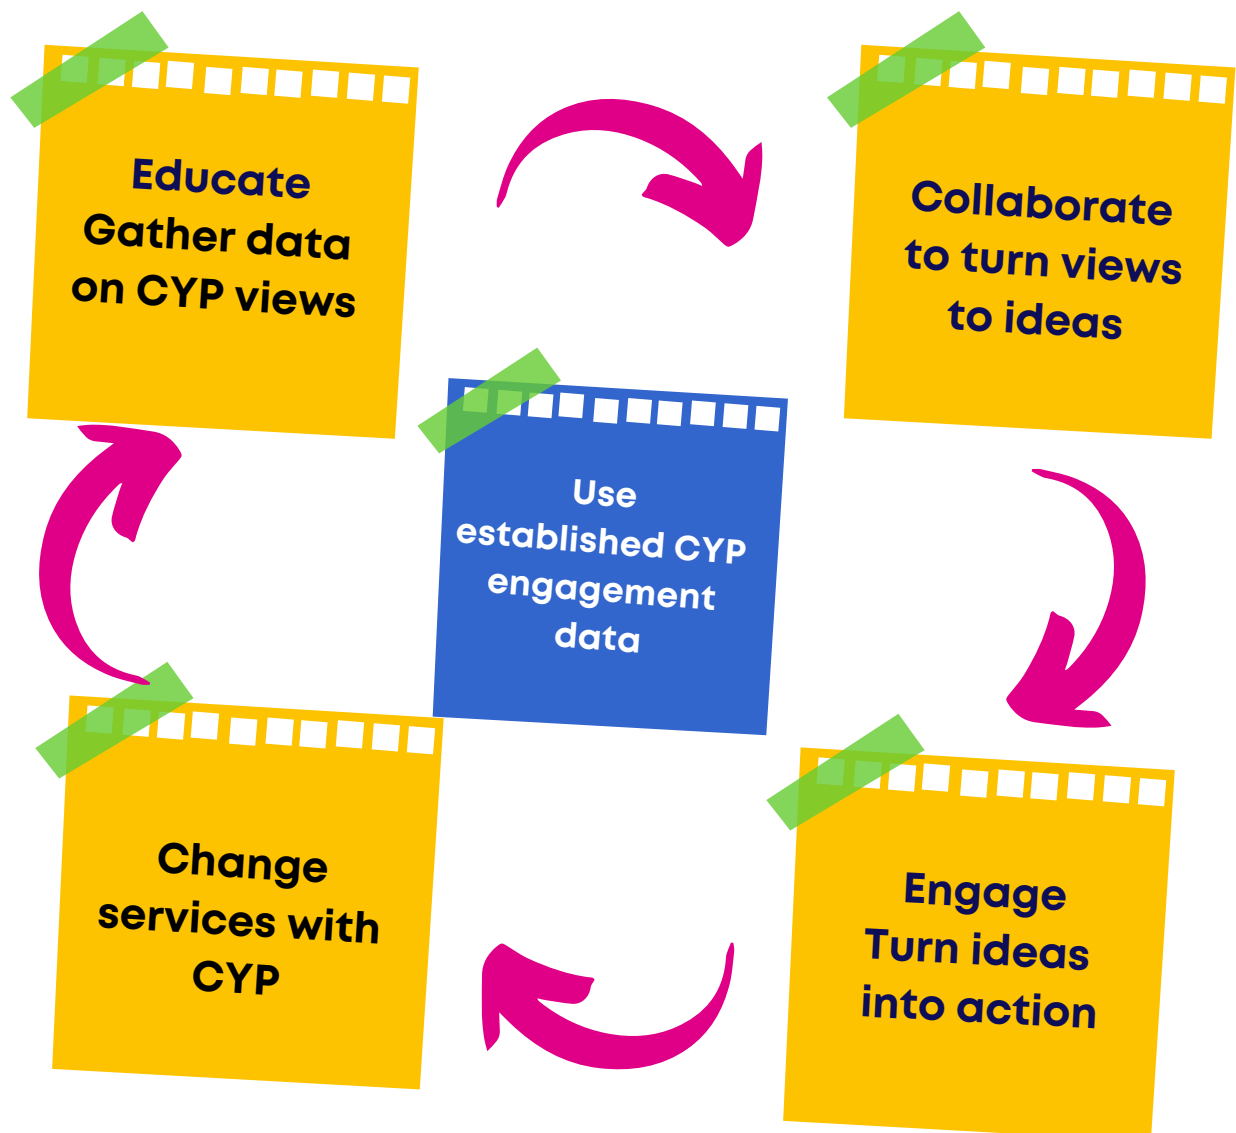 Educate
Gather data
on CYP views
Collaborate
to turn views
to ideas
Use
established CYP
engagement
data
Change
services with
CYP
Engage
Turn ideas
into action